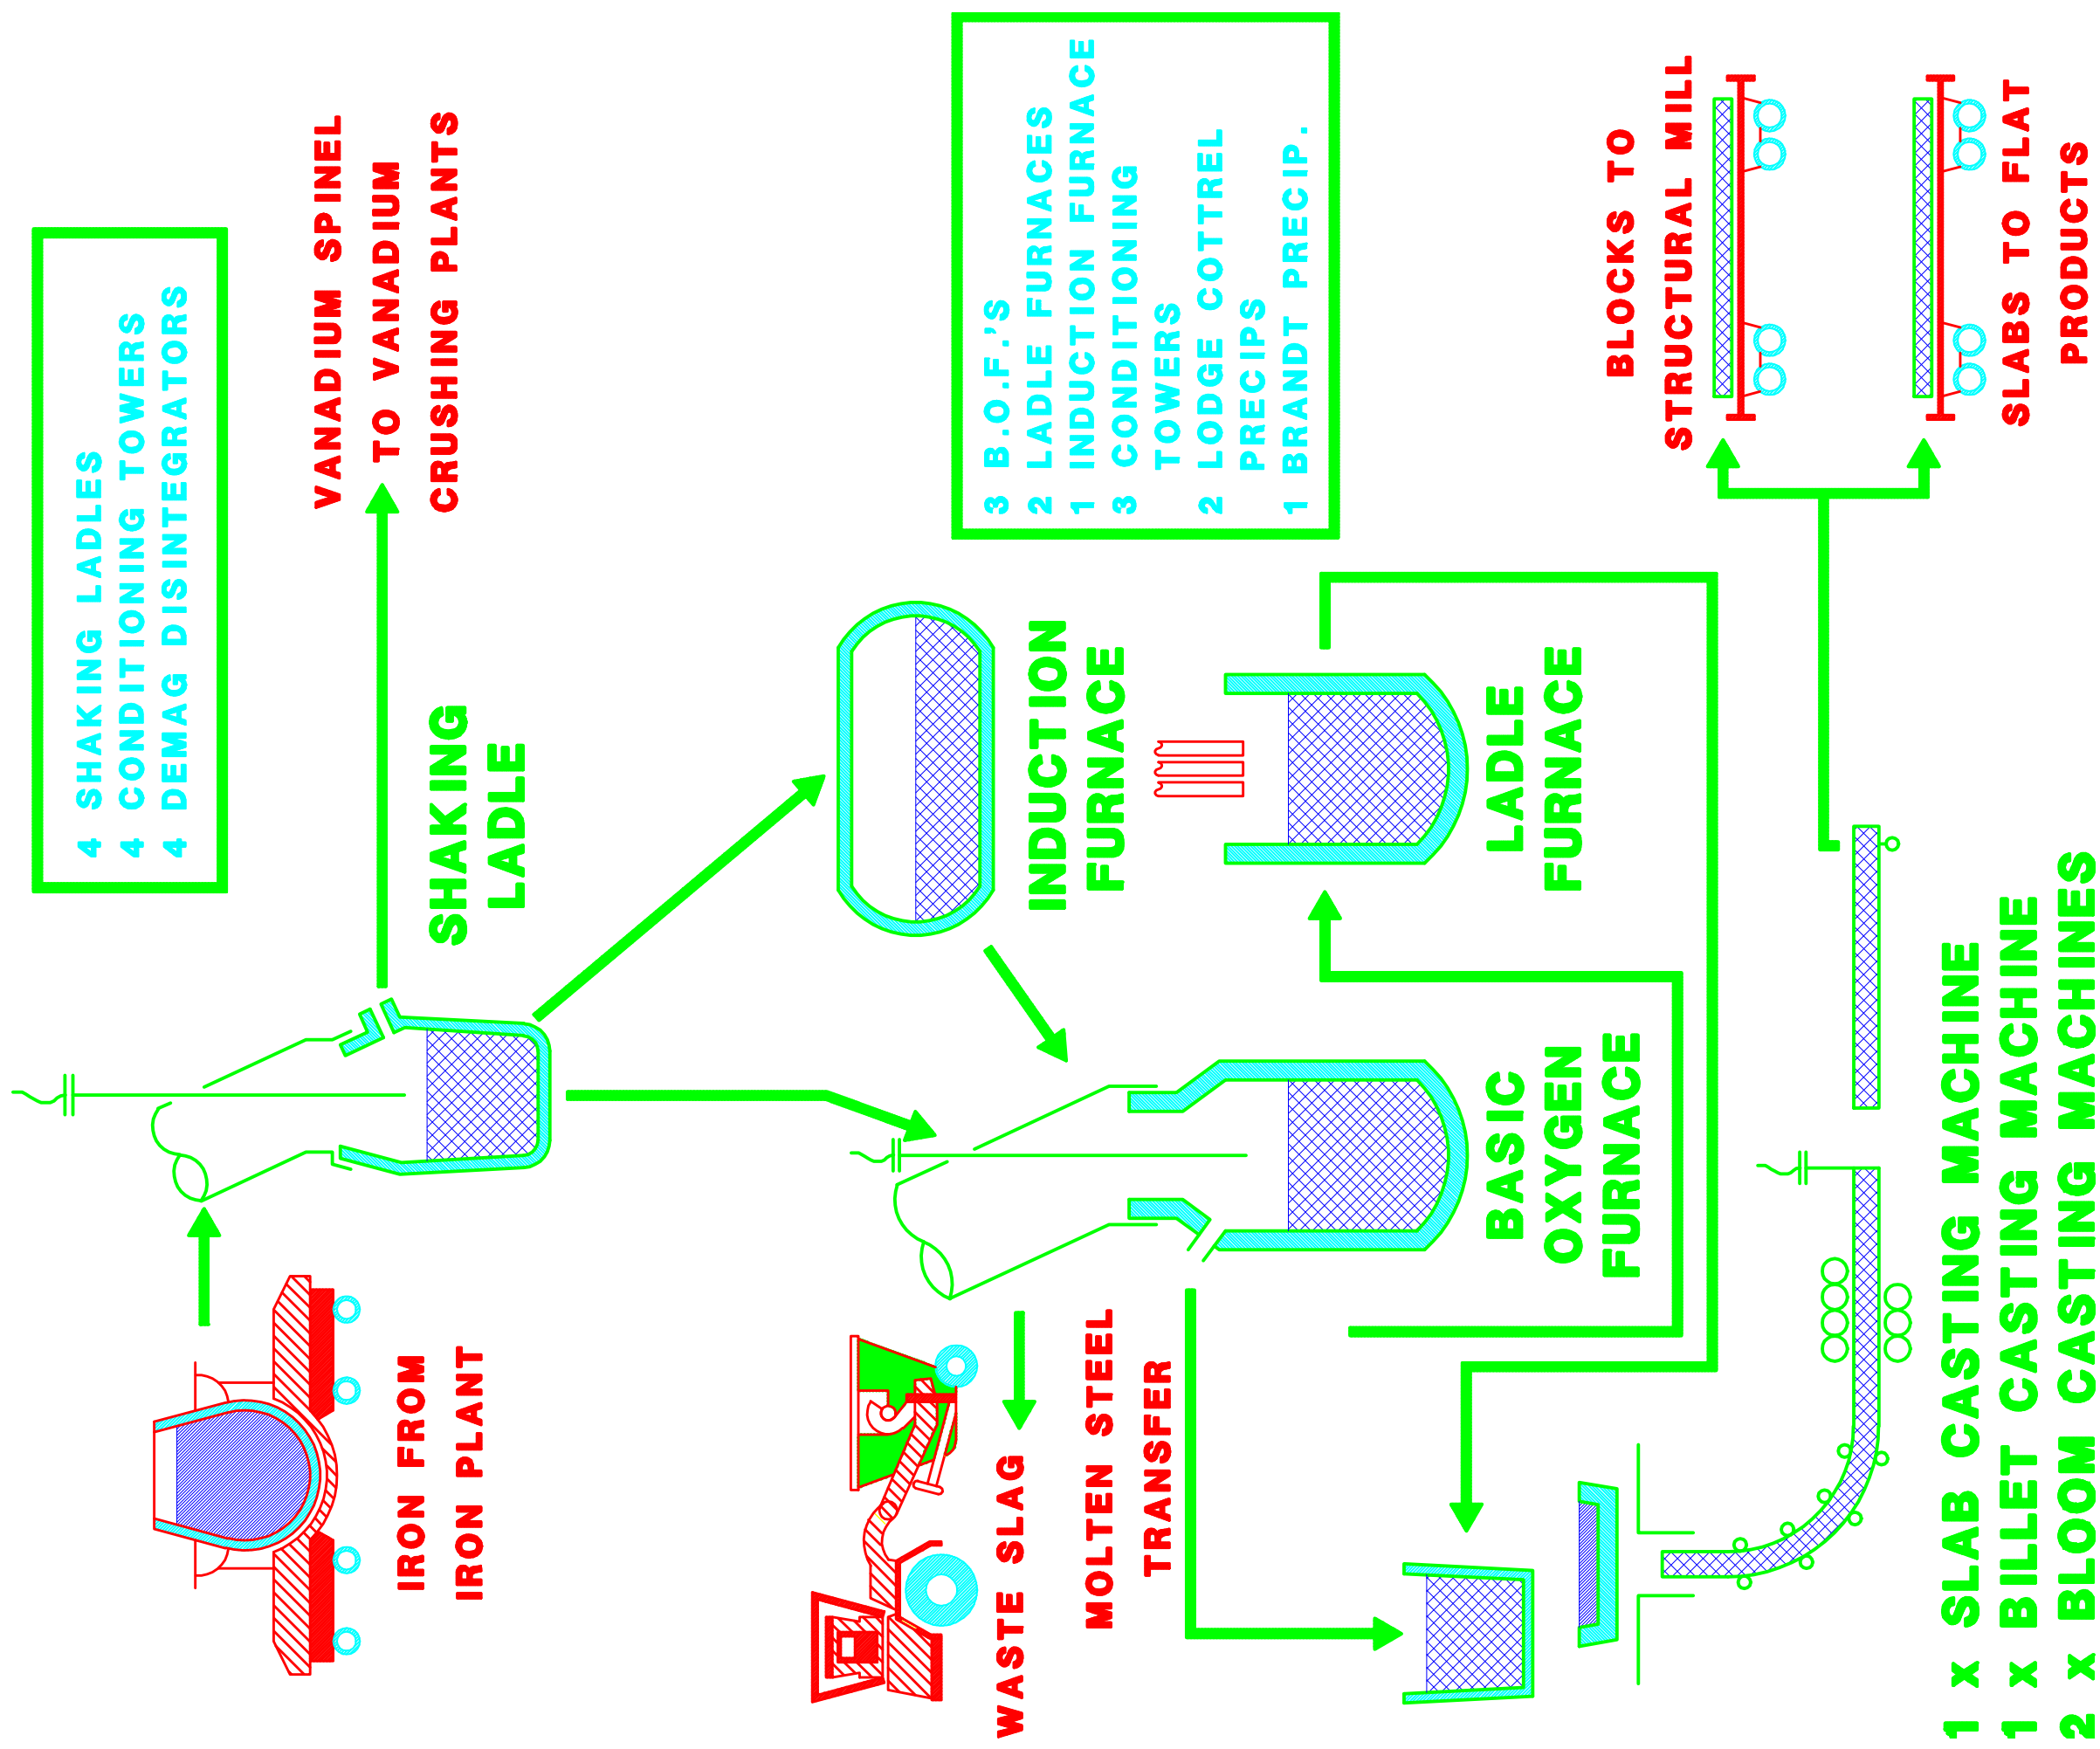 4 SHAKING LADLES
4 CONDITIONING TOWERS
4 DEMAG DISINTEGRATORS
VANADIUM SPINEL
TO VANADIUM
CRUSHING PLANTS
SHAKING
LADLE
IRON FROM
IRON PLANT
3 B.O.F.'S
2 LADLE FURNACES
1 INDUCTION FURNACE
3 CONDITIONING
TOWERS
2 LODGE COTTREL
PRECIPS
1 BRANDT PRECIP.
INDUCTION
FURNACE
WASTE SLAG
MOLTEN STEEL
TRANSFER
BASIC
OXYGEN
FURNACE
LADLE
FURNACE
BLOCKS TO
STRUCTURAL MILL
SLABS TO FLAT
PRODUCTS
1 x SLAB CASTING MACHINE
1 x BILLET CASTING MACHINE
2 x BLOOM CASTING MACHINES